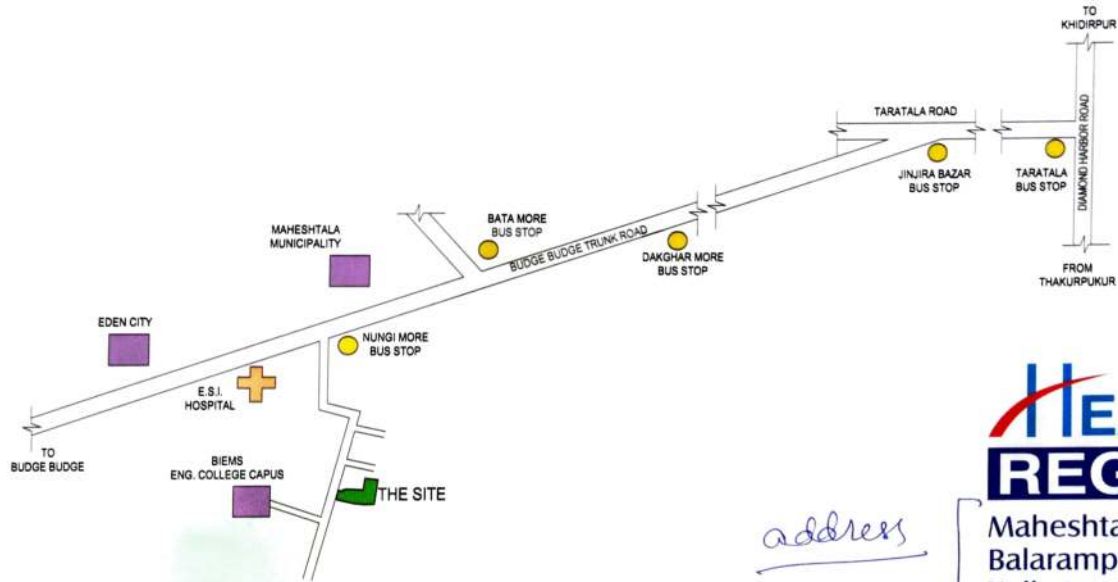 TO
KHIDIRPUR
TARATALA ROAD
DIAMOND HARBOR ROAD
JINJIRA BAZAR
BUS STOP
TARATALA
BUS STOP
BATA MORE
BUS STOP
MAHESHTALA
MUNICIPALITY
BUDGE BUDGE TRUNK ROAD
DAKGHAR MORE
BUS STOP
FROM
THAKURPUKUR
EDEN CITY
NUNGI MORE
BUS STOP
E.S.I.
HOSPITAL
TO
BUDGE BUDGE
BIEMS
ENG. COLLEGE CAPUS
THE SITE
address
Maheshta
Balaramp